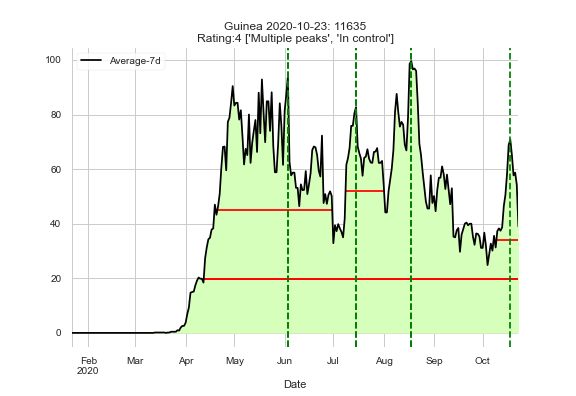 Guinea 2020-10-23: 11635
Rating:4 ['Multiple peaks', 'In control']
Average-7d
100
80
60
40
20
0
Feb Mar Apr May Jun Jul Aug Sep Oct
2020
Date